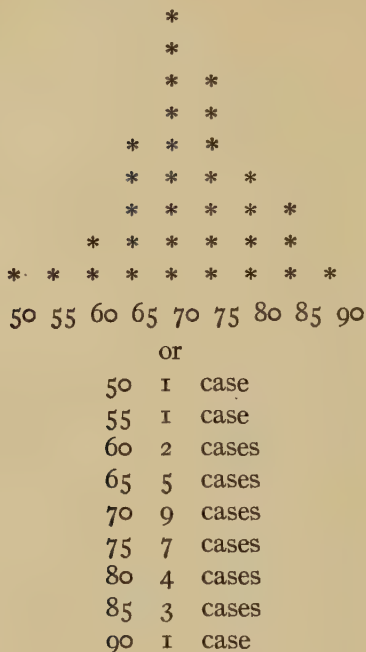 *
*
* *
* *
* * *
* * * *
* * * * *
* * * * * *
* * * * * * * * *
50 55 60 65 70 75 80 85 90
or
50 1 case
55 1 case
60 2 cases
65 5 cases
70 9 cases
75 7 cases
80 4 cases
85 3 cases
90 1 case